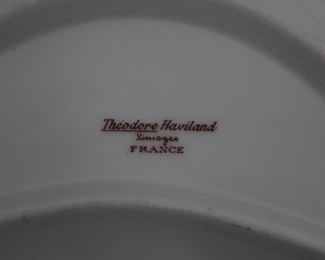 Theodore Haviland
Limoges
FRANCE